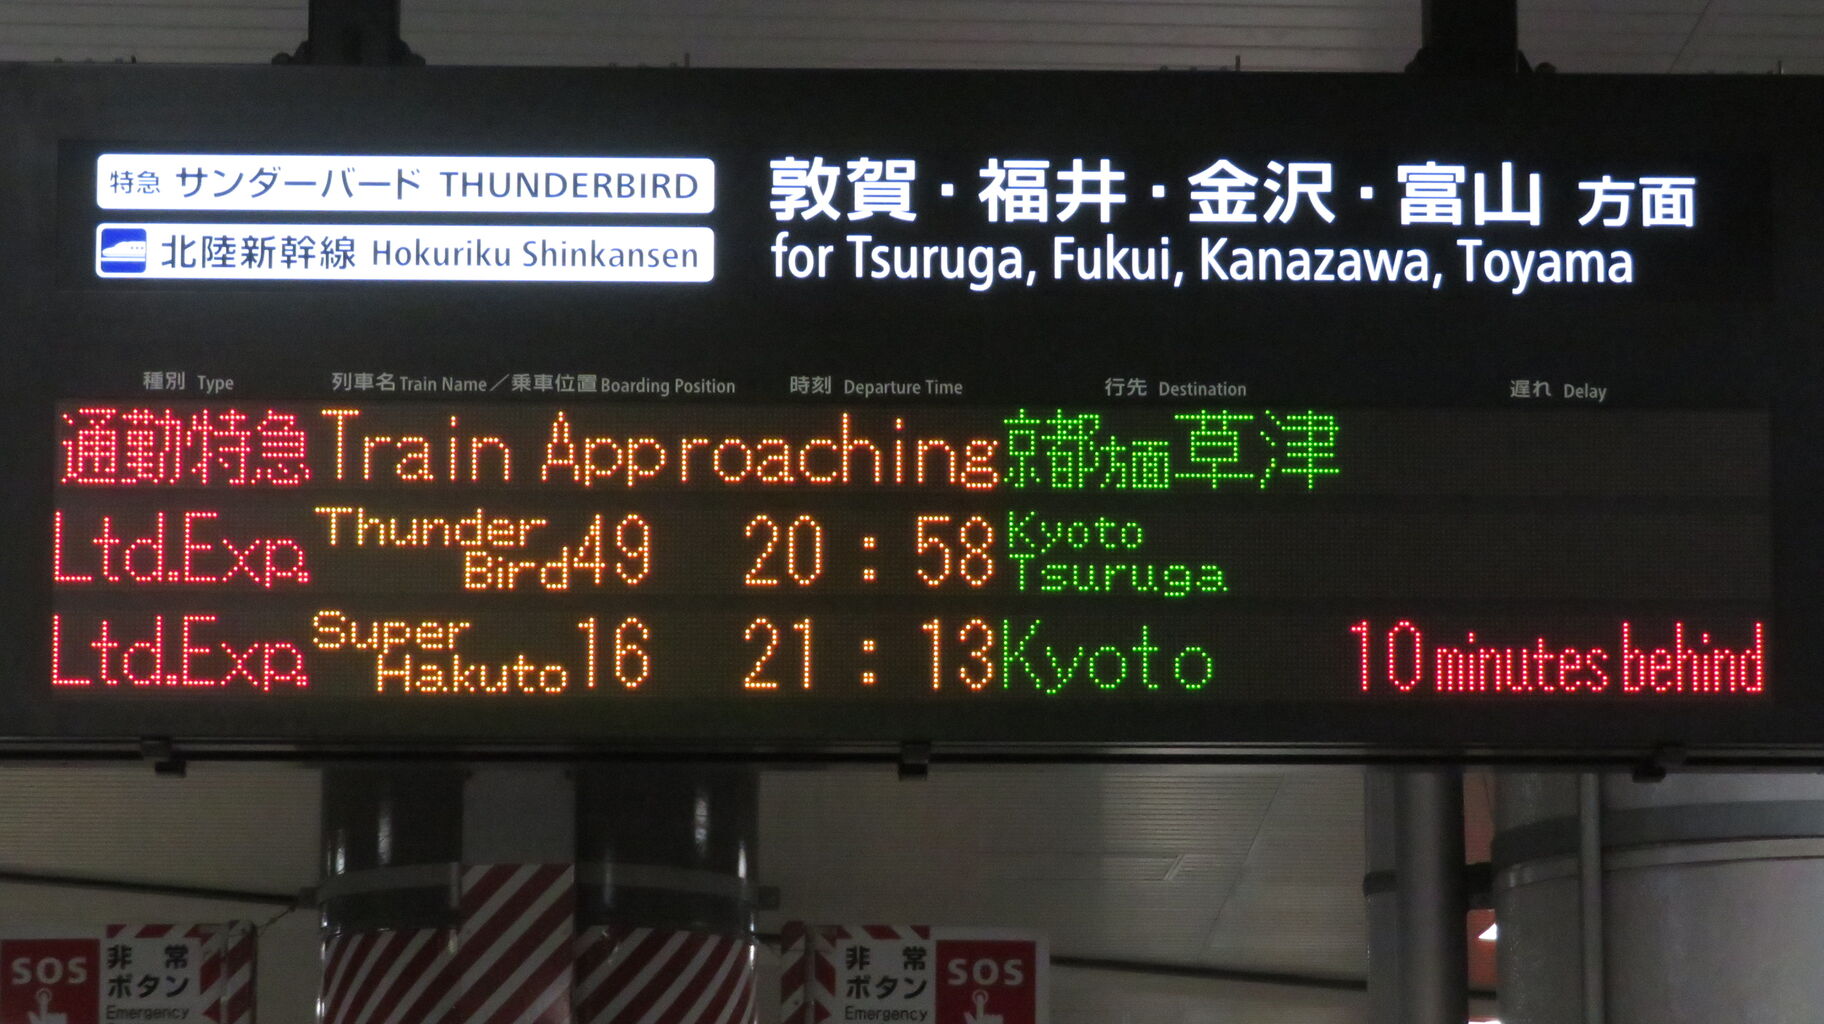 特急 サンダーバード THUNDERBIRD
北陸新幹線 Hokuriku Shinkansen
敦賀・福井・金沢・富山 方面
for Tsuruga, Fukui, Kanazawa, Toyama
種別 Type 列車名 Train Name／乗車位置 Boarding Position 時刻 Departure Time 行先 Destination 遅れ Delay
通勤特急 Train Approaching 京都方面草津
Ltd.Exp. Thunder Bird 49 20:58 Kyoto Tsuruga
Ltd.Exp. Super Hakuto 16 21:13 Kyoto 10 minutes behind
SOS 非常ボタン Emergency
非常ボタン Emergency SOS